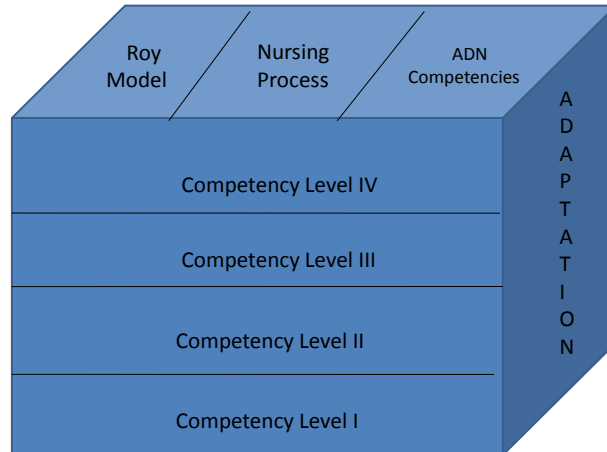 Roy
Model
Nursing
Process
ADN
Competencies
Competency Level IV
Competency Level III
Competency Level II
Competency Level I
A
D
A
P
T
A
T
I
O
N